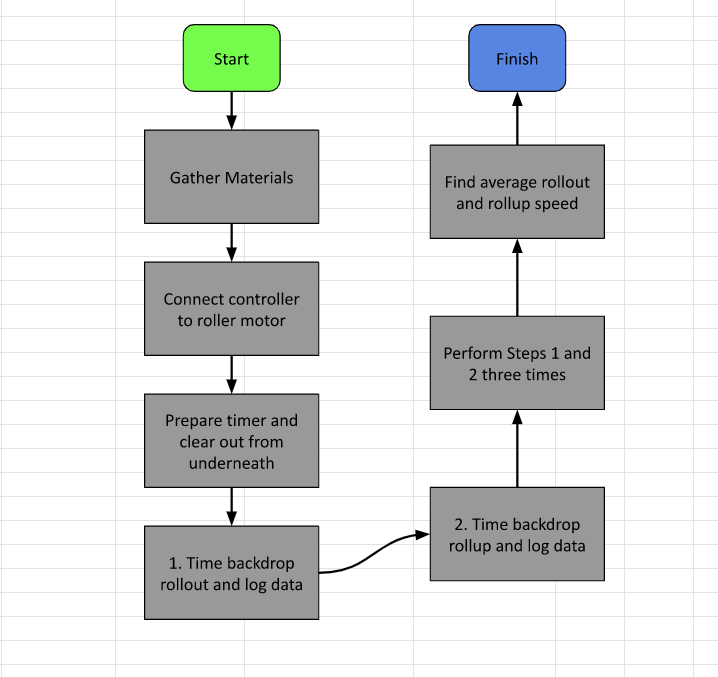 Start
Gather Materials
Connect controller
to roller motor
Prepare timer and
clear out from
underneath
1. Time backdrop
rollout and log data
2. Time backdrop
rollup and log data
Perform Steps 1 and
2 three times
Find average rollout
and rollup speed
Finish